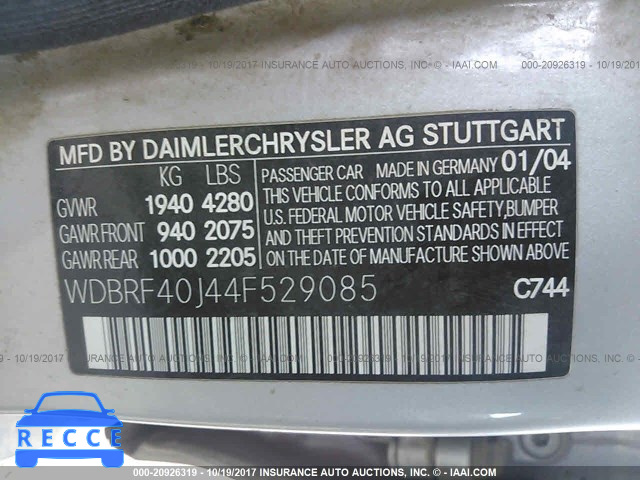 000-20926319 - 10/19/2017 INSURANCE AUTO AUCTIONS, INC. - © IAAI.COM
MFD BY DAIMLERCHRYSLER AG STUTTGART
KG LBS
GVWR 1940 4280
GAWR FRONT 940 2075
GAWR REAR 1000 2205
PASSENGER CAR MADE IN GERMANY 01/04
THIS VEHICLE CONFORMS TO ALL APPLICABLE
U.S. FEDERAL MOTOR VEHICLE SAFETY, BUMPER
AND THEFT PREVENTION STANDARDS IN EFFECT
ON THE DATE OF MANUFACTURE SHOWN ABOVE.
WDBRF40J44F529085 C744
RECCE
000-20926319 - 10/19/2017 INSURANCE AUTO AUCTIONS, INC. - © IAAI.COM